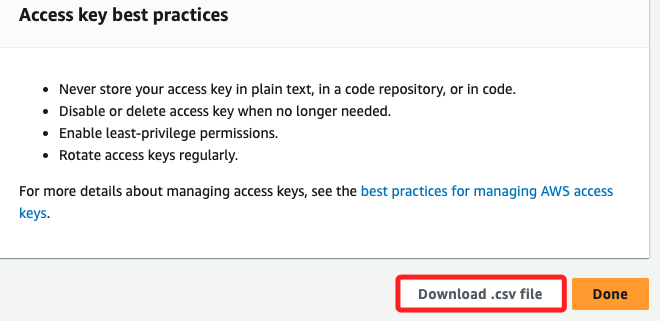 Access key best practices
• Never store your access key in plain text, in a code repository, or in code.
• Disable or delete access key when no longer needed.
• Enable least-privilege permissions.
• Rotate access keys regularly.
For more details about managing access keys, see the best practices for managing AWS access
keys.
Download .csv file
Done